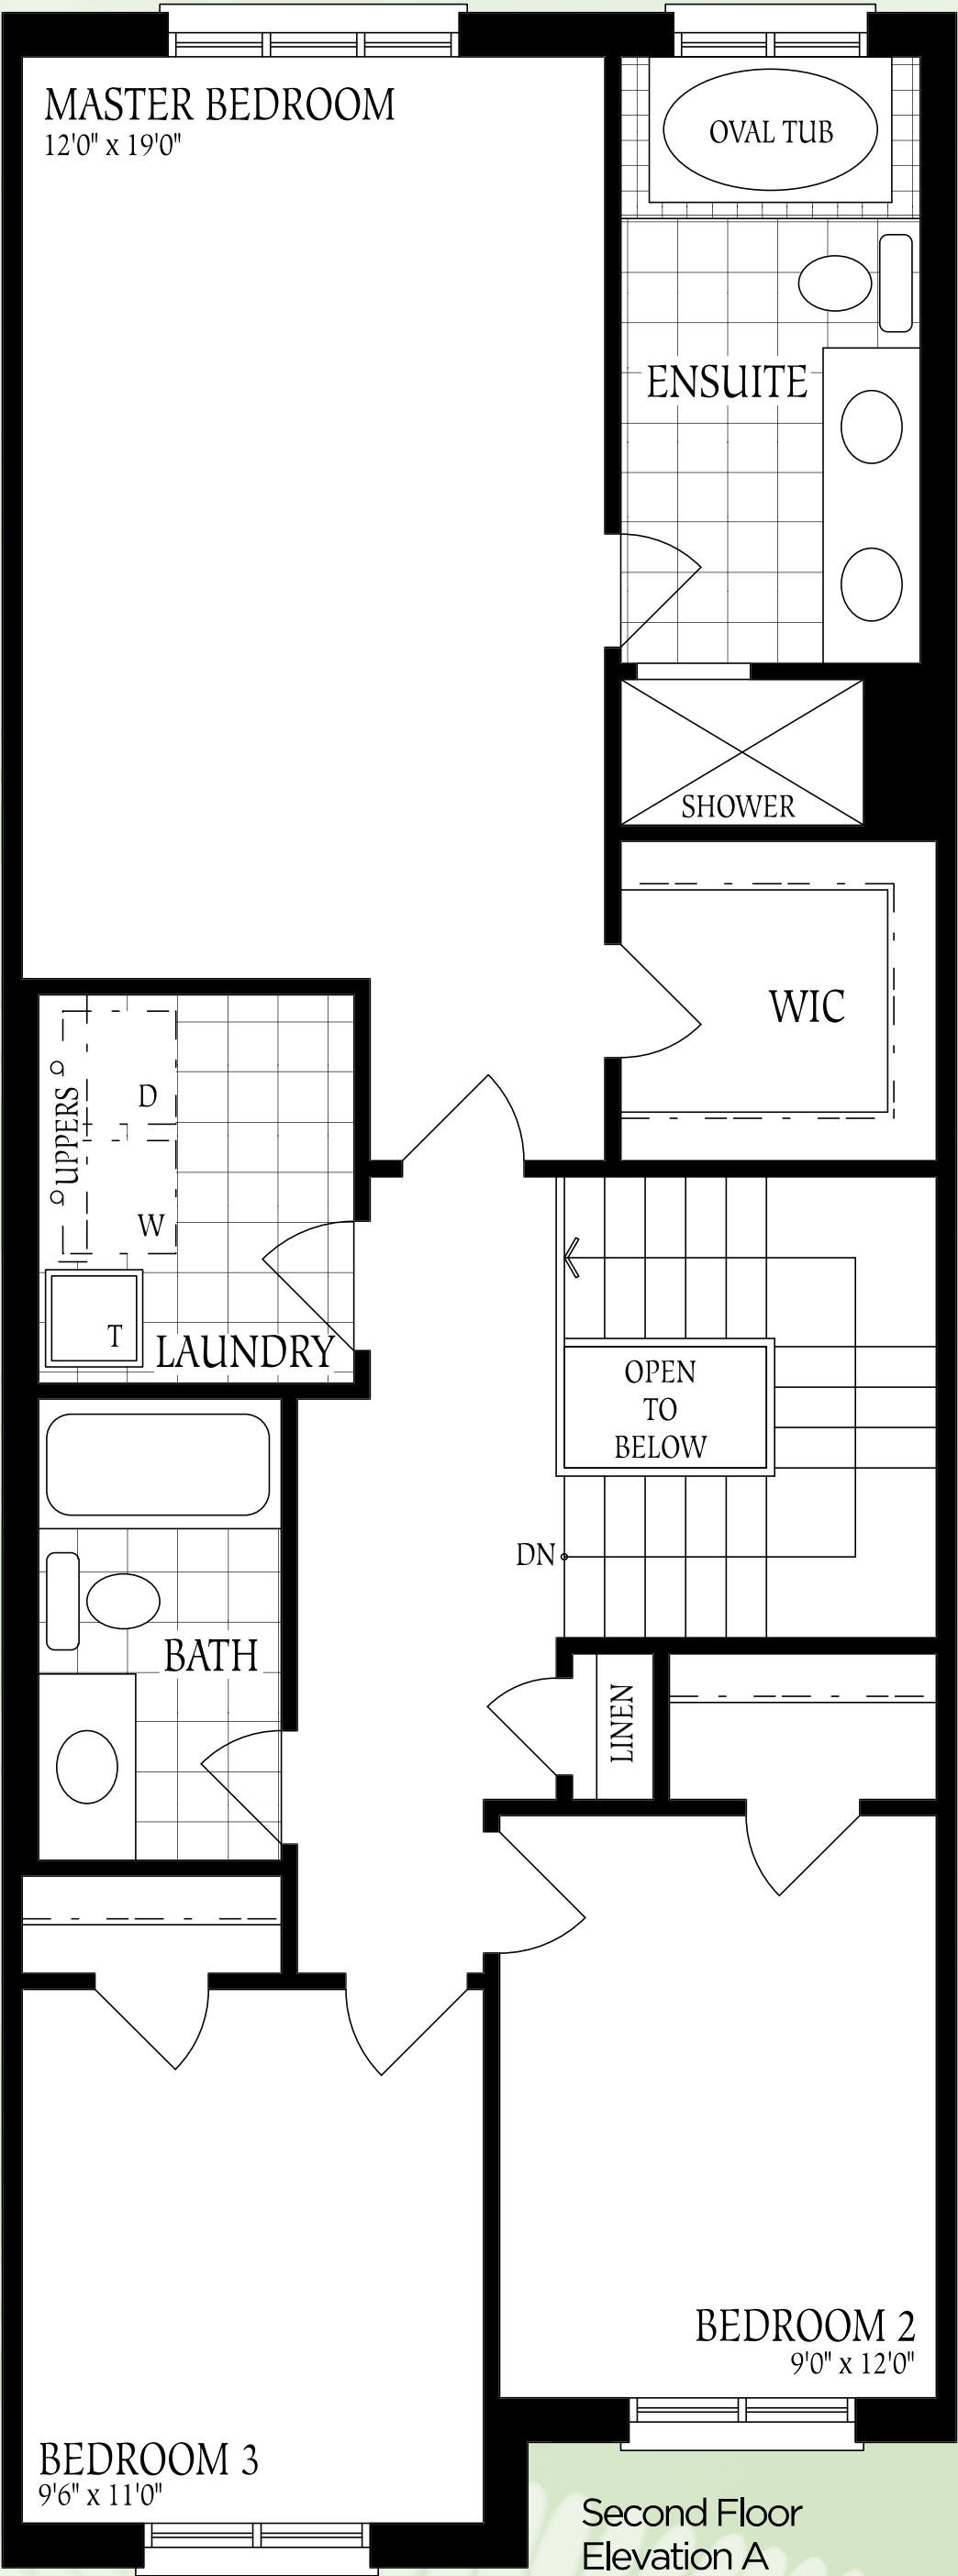 MASTER BEDROOM
12'0" x 19'0"
OVAL TUB
ENSUITE
SHOWER
WIC
UPPERS
D
W
T
LAUNDRY
OPEN
TO
BELOW
DN
BATH
LINEN
BEDROOM 2
9'0" x 12'0"
BEDROOM 3
9'6" x 11'0"
Second Floor
Elevation A